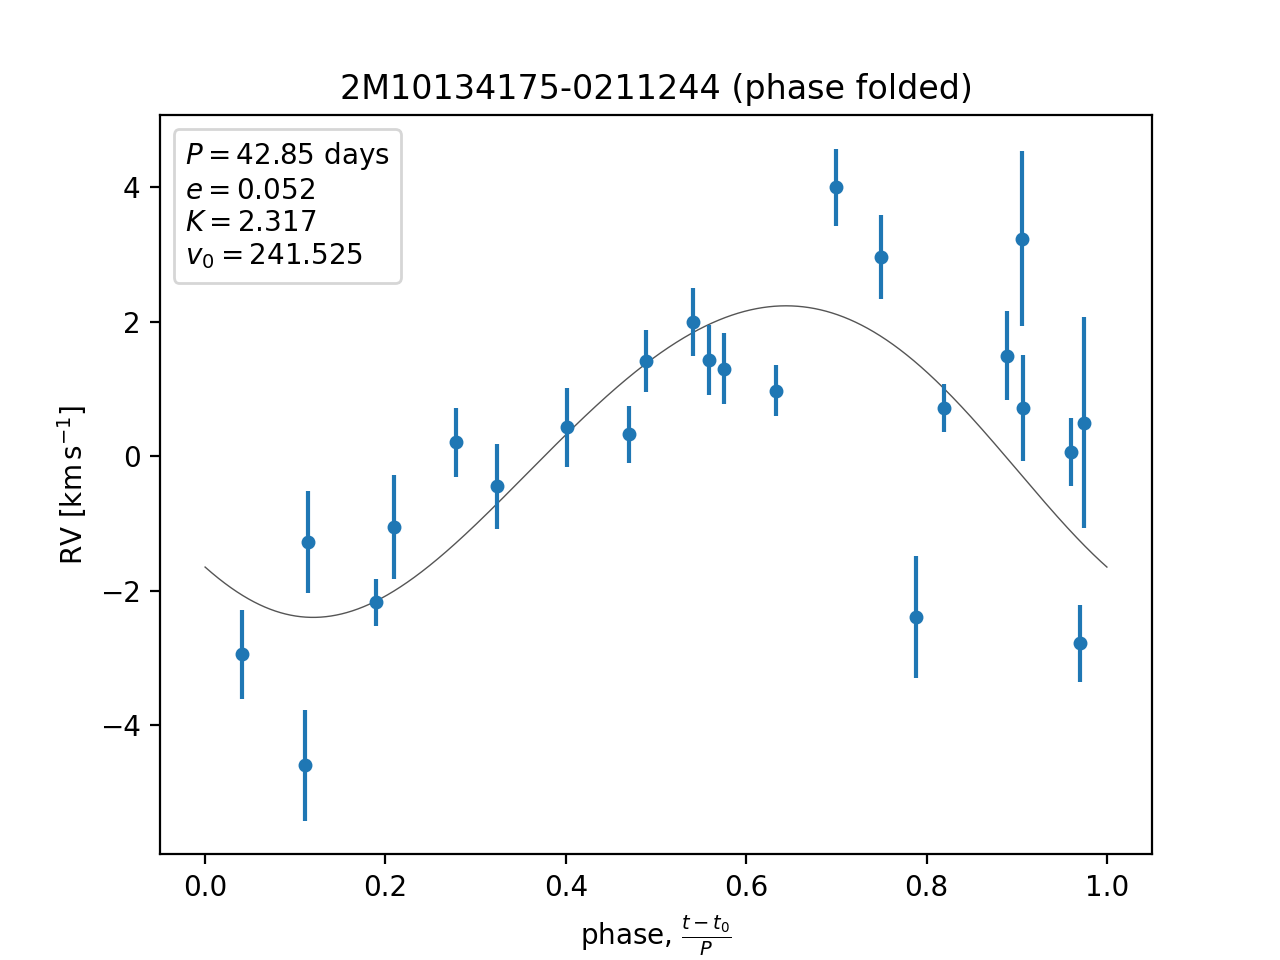 2M10134175-0211244 (phase folded)
P = 42.85 days
e = 0.052
K = 2.317
v₀ = 241.525
4
2
0
−2
−4
RV [km s⁻¹]
0.0 0.2 0.4 0.6 0.8 1.0
phase, (t − t₀)/P